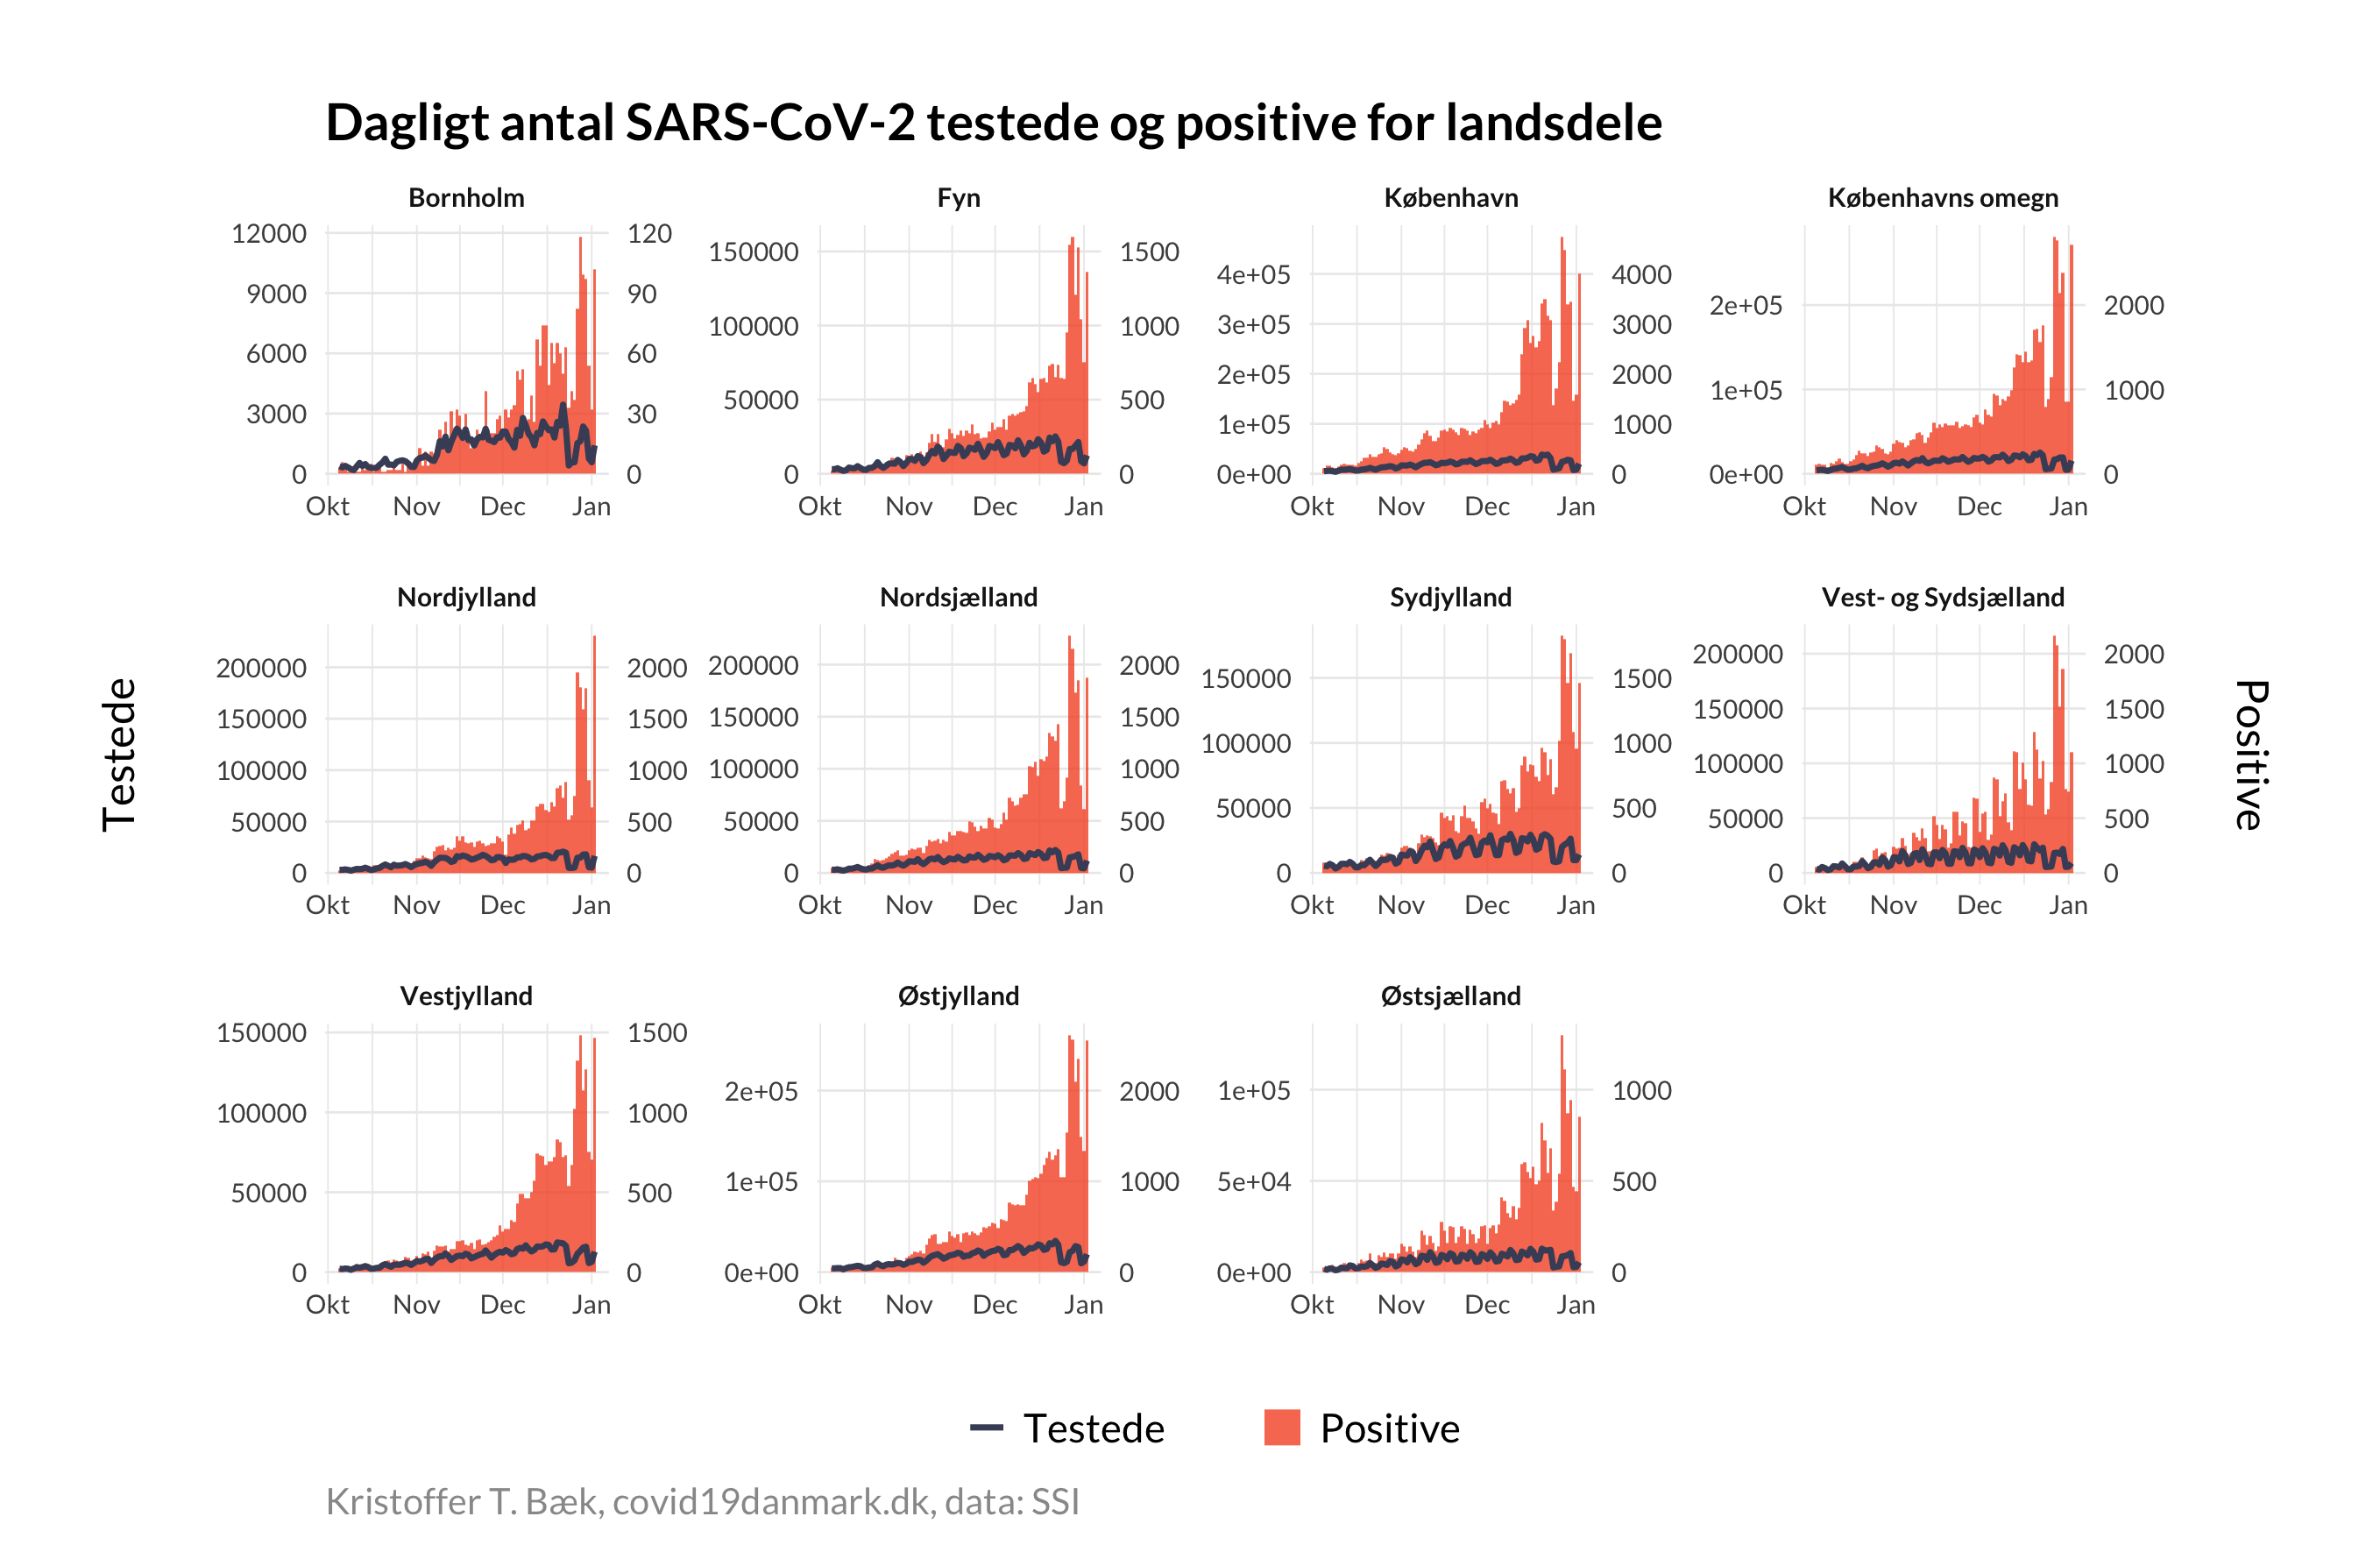 Dagligt antal SARS-CoV-2 testede og positive for landsdele
Bornholm Fyn København Københavns omegn
12000 120 150000 1500 4e+05 4000 2e+05 2000
9000 90 100000 1000 3e+05 3000 1e+05 1000
6000 60 50000 500 2e+05 2000 0e+00 0
3000 30 0 0 1e+05 1000
0 0 0e+00 0
Okt Nov Dec Jan Okt Nov Dec Jan Okt Nov Dec Jan Okt Nov Dec Jan
Nordjylland Nordsjælland Sydjylland Vest- og Sydsjælland
200000 2000 200000 2000 150000 1500 200000 2000
150000 1500 150000 1500 100000 1000 150000 1500
100000 1000 100000 1000 50000 500 100000 1000
50000 500 50000 500 0 0 50000 500
0 0 0 0 0 0
Okt Nov Dec Jan Okt Nov Dec Jan Okt Nov Dec Jan Okt Nov Dec Jan
Testede
Positive
Vestjylland Østjylland Østsjælland
150000 1500 2e+05 2000 1e+05 1000
100000 1000 1e+05 1000 5e+04 500
50000 500 0e+00 0 0e+00 0
0 0
Okt Nov Dec Jan Okt Nov Dec Jan Okt Nov Dec Jan
Testede Positive
Kristoffer T. Bæk, covid19danmark.dk, data: SSI